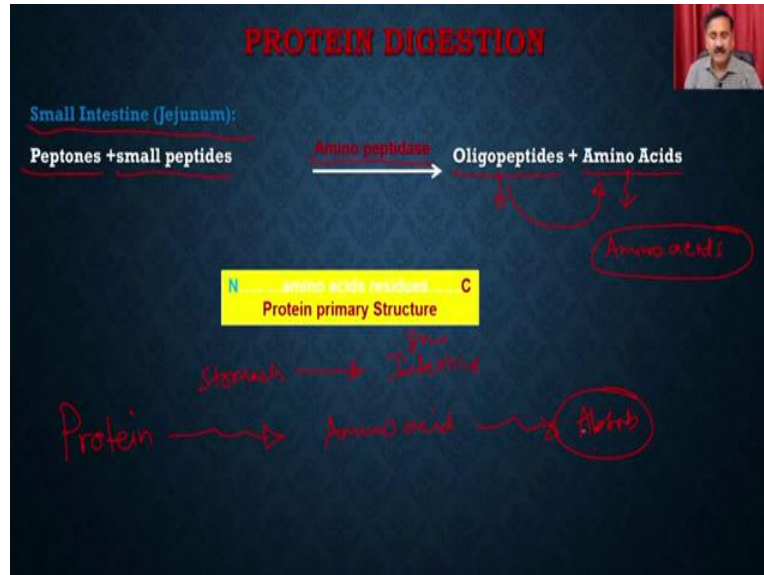 PROTEIN DIGESTION
Small Intestine (Jejunum):
Peptones +small peptides Amino peptidase Oligopeptides + Amino Acids
Amino acids
N.........amino acids residues......C
Protein primary Structure
Stomach Intestine
Protein Amino acid Absorb